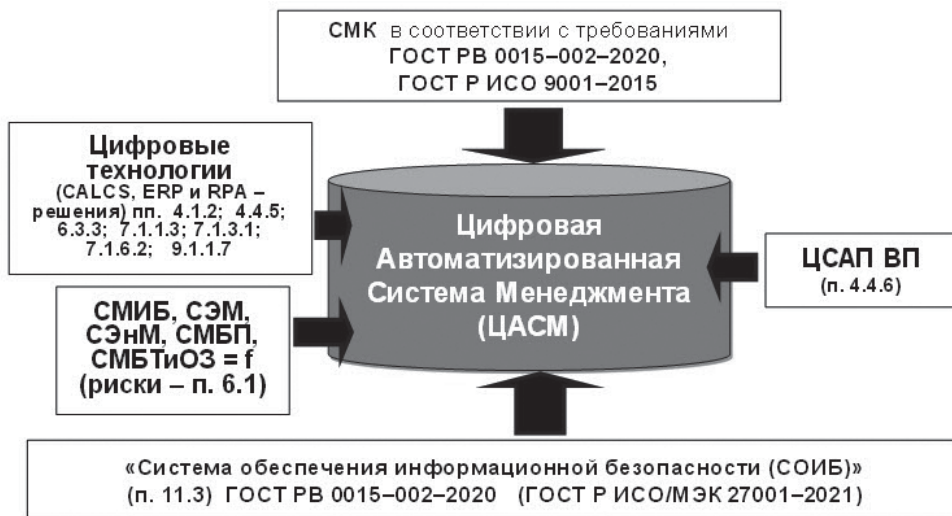 СМК в соответствии с требованиями
ГОСТ РВ 0015–002–2020,
ГОСТ Р ИСО 9001–2015
Цифровые
технологии
(CALCS, ERP и RPA –
решения) пп. 4.1.2; 4.4.5;
6.3.3; 7.1.1.3; 7.1.3.1;
7.1.6.2; 9.1.1.7
Цифровая
Автоматизированная
Система Менеджмента
(ЦАСМ)
ЦСАП ВП
(п. 4.4.6)
СМИБ, СЭМ,
СЭнМ, СМБП,
СМБТиОЗ = f
(риски – п. 6.1)
«Система обеспечения информационной безопасности (СОИБ)»
(п. 11.3) ГОСТ РВ 0015–002–2020 (ГОСТ Р ИСО/МЭК 27001–2021)